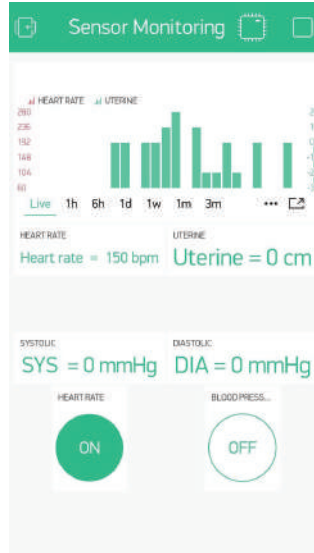 Sensor Monitoring
HEART RATE UTERINE
280
236
192
148
104
60
Live 1h 6h 1d 1w 1m 3m ···
HEART RATE UTERINE
Heart rate = 150 bpm Uterine = 0 cm
SYSTOLIC DIASTOLIC
SYS = 0 mmHg DIA = 0 mmHg
HEART RATE BLOOD PRESS...
ON OFF